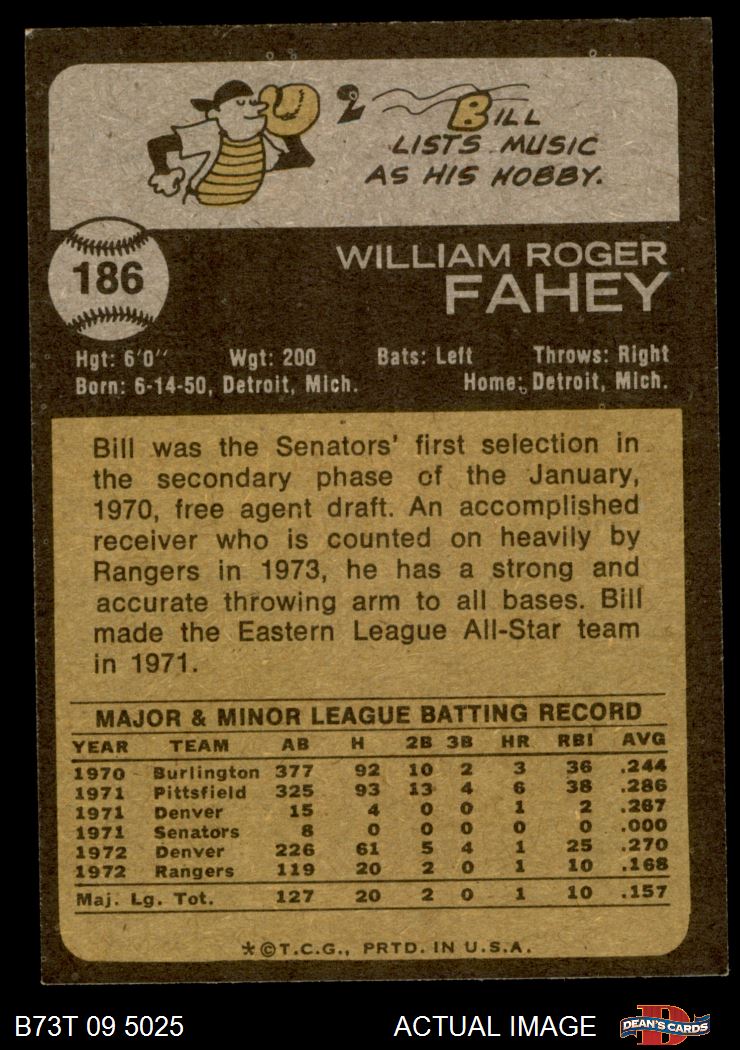 2 BILL
LISTS MUSIC
AS HIS HOBBY.
186
WILLIAM ROGER
FAHEY
Hgt: 6'0" Wgt: 200 Bats: Left Throws: Right
Born: 6-14-50, Detroit, Mich. Home: Detroit, Mich.
Bill was the Senators' first selection in
the secondary phase of the January,
1970, free agent draft. An accomplished
receiver who is counted on heavily by
Rangers in 1973, he has a strong and
accurate throwing arm to all bases. Bill
made the Eastern League All-Star team
in 1971.
MAJOR & MINOR LEAGUE BATTING RECORD
YEAR TEAM AB H 2B 3B HR RBI AVG
1970 Burlington 377 92 10 2 3 36 .244
1971 Pittsfield 325 93 13 4 6 38 .286
1971 Denver 15 4 0 0 1 2 .267
1971 Senators 8 0 0 0 0 0 .000
1972 Denver 226 61 5 4 1 25 .270
1972 Rangers 119 20 2 0 1 10 .168
Maj. Lg. Tot. 127 20 2 0 1 10 .157
*©T.C.G., PRTD. IN U.S.A.
B73T 09 5025 ACTUAL IMAGE D DEAN'S CARDS